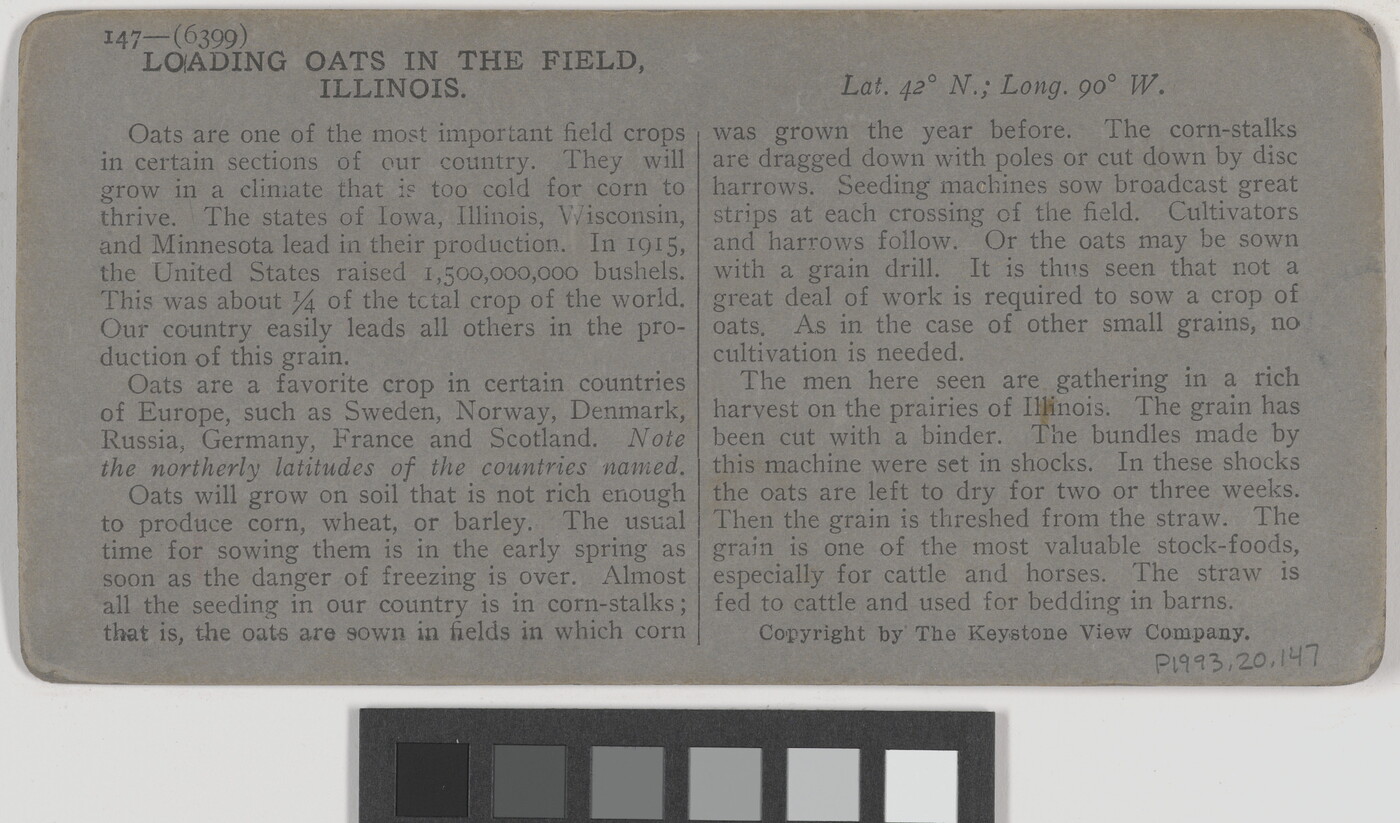 147—(6399)
LOADING OATS IN THE FIELD,
ILLINOIS.
Oats are one of the most important field crops
in certain sections of our country. They will
grow in a climate that is too cold for corn to
thrive. The states of Iowa, Illinois, Wisconsin,
and Minnesota lead in their production. In 1915,
the United States raised 1,500,000,000 bushels.
This was about ¼ of the total crop of the world.
Our country easily leads all others in the pro-
duction of this grain.
Oats are a favorite crop in certain countries
of Europe, such as Sweden, Norway, Denmark,
Russia, Germany, France and Scotland. Note
the northerly latitudes of the countries named.
Oats will grow on soil that is not rich enough
to produce corn, wheat, or barley. The usual
time for sowing them is in the early spring as
soon as the danger of freezing is over. Almost
all the seeding in our country is in corn-stalks;
that is, the oats are sown in fields in which corn
Lat. 42° N.; Long. 90° W.
was grown the year before. The corn-stalks
are dragged down with poles or cut down by disc
harrows. Seeding machines sow broadcast great
strips at each crossing of the field. Cultivators
and harrows follow. Or the oats may be sown
with a grain drill. It is thus seen that not a
great deal of work is required to sow a crop of
oats. As in the case of other small grains, no
cultivation is needed.
The men here seen are gathering in a rich
harvest on the prairies of Illinois. The grain has
been cut with a binder. The bundles made by
this machine were set in shocks. In these shocks
the oats are left to dry for two or three weeks.
Then the grain is threshed from the straw. The
grain is one of the most valuable stock-foods,
especially for cattle and horses. The straw is
fed to cattle and used for bedding in barns.
Copyright by The Keystone View Company.
P1993.20.147